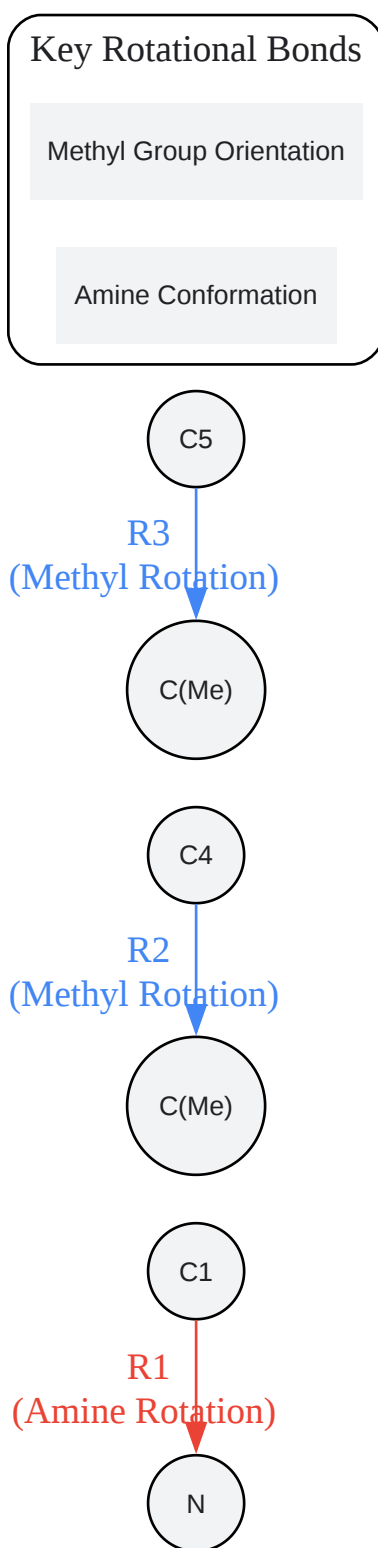 Key Rotational Bonds
Methyl Group Orientation
Amine Conformation
C5
R3
(Methyl Rotation)
C(Me)
C4
R2
(Methyl Rotation)
C(Me)
C1
R1
(Amine Rotation)
N